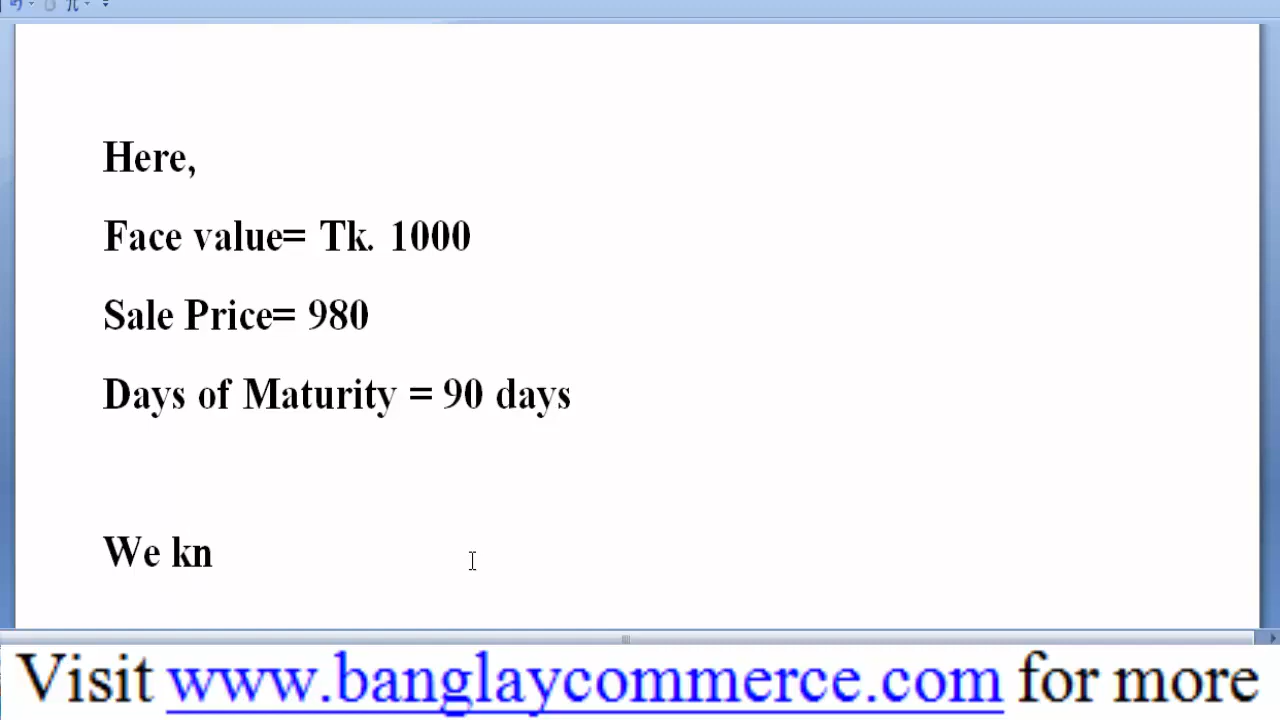 Here,
Face value= Tk. 1000
Sale Price= 980
Days of Maturity = 90 days
We kn
Visit www.banglaycommerce.com for more